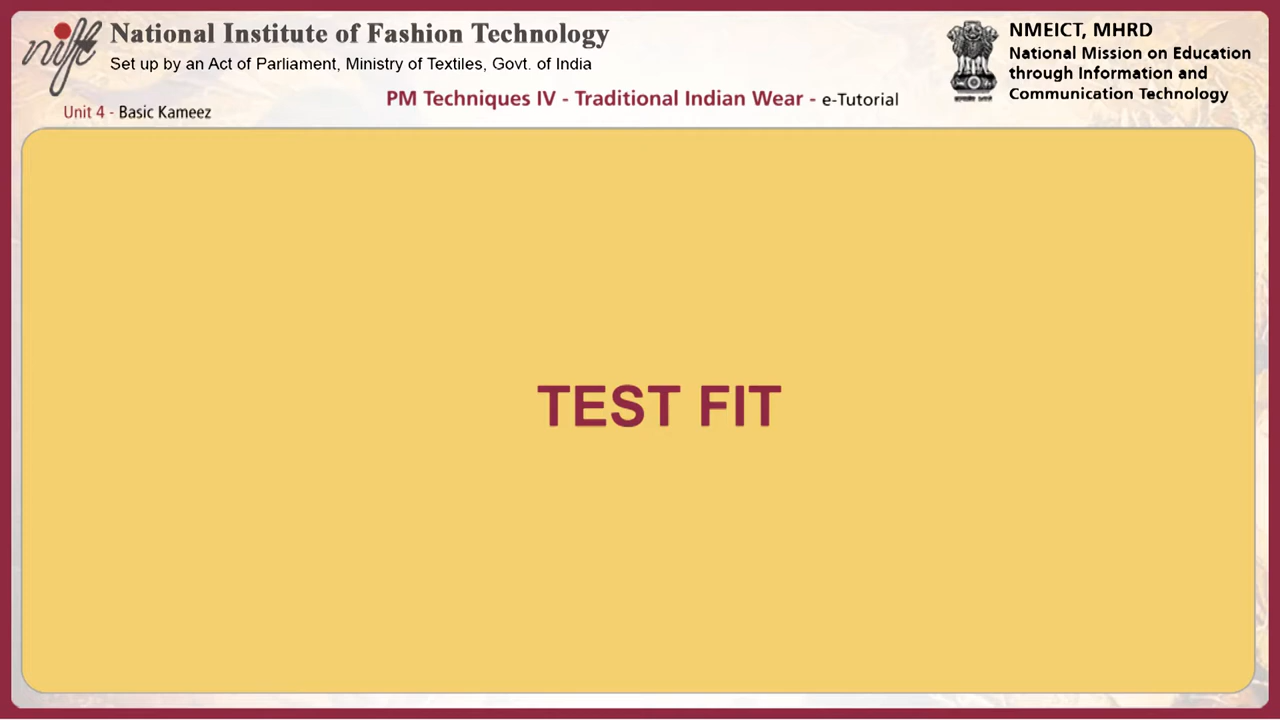 nift
National Institute of Fashion Technology
Set up by an Act of Parliament, Ministry of Textiles, Govt. of India
NMEICT, MHRD
National Mission on Education
through Information and
Communication Technology
PM Techniques IV - Traditional Indian Wear - e-Tutorial
Unit 4 - Basic Kameez
TEST FIT